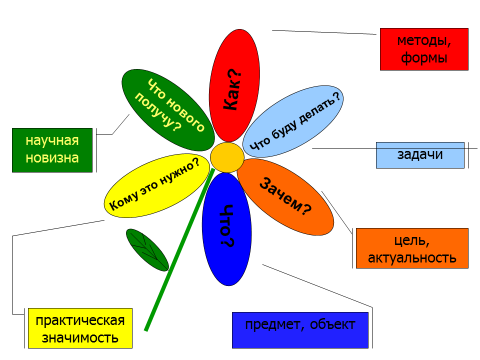 методы,
формы
Как?
Что нового
получу?
Что буду делать?
научная
новизна
задачи
Кому это нужно?
Зачем?
Что?
цель,
актуальность
практическая
значимость
предмет, объект